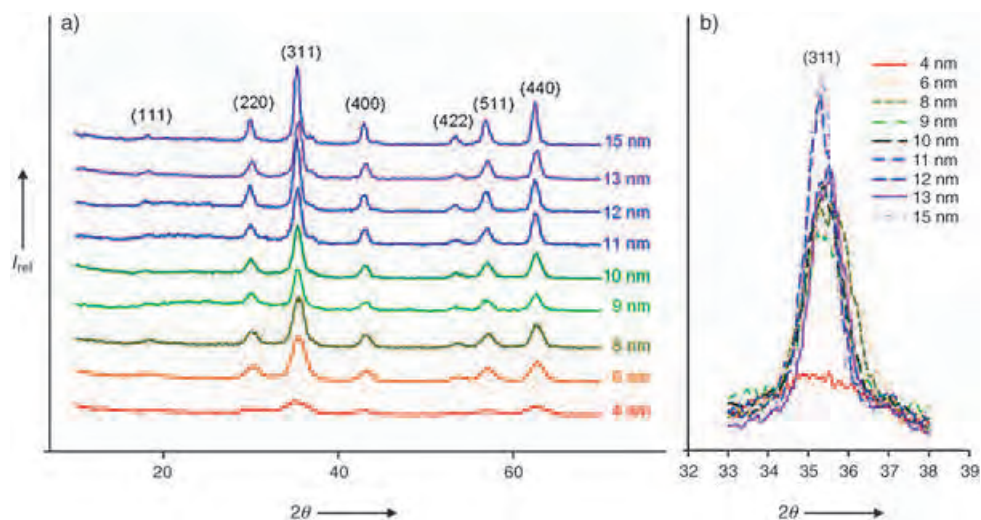 a)
(311)
(111)
(220)
(400)
(422)
(511)
(440)
15 nm
13 nm
12 nm
11 nm
10 nm
9 nm
8 nm
6 nm
4 nm
I rel
20
40
60
2θ
b)
(311)
4 nm
6 nm
8 nm
9 nm
10 nm
11 nm
12 nm
13 nm
15 nm
32
33
34
35
36
37
38
39
2θ